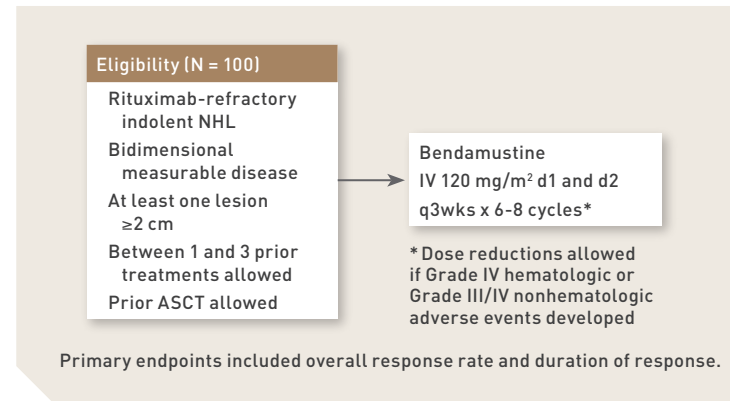 Eligibility (N = 100)
Rituximab-refractory
indolent NHL
Bidimensional
measurable disease
At least one lesion
≥2 cm
Between 1 and 3 prior
treatments allowed
Prior ASCT allowed
Bendamustine
IV 120 mg/m² d1 and d2
q3wks x 6-8 cycles*
* Dose reductions allowed
if Grade IV hematologic or
Grade III/IV nonhematologic
adverse events developed
Primary endpoints included overall response rate and duration of response.